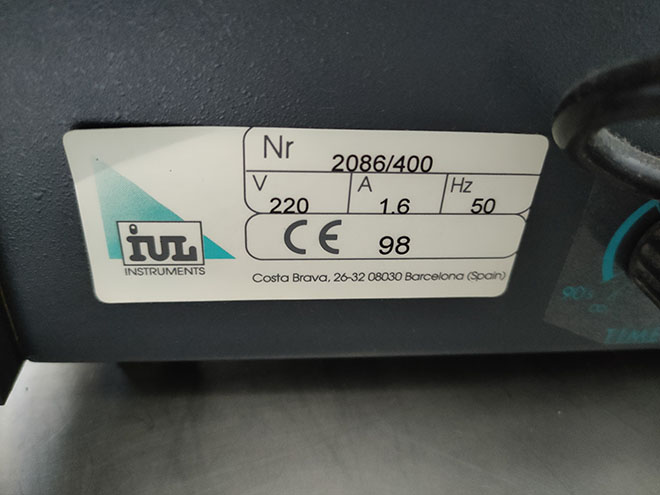 Nr 2086/400
V 220 A 1.6 Hz 50
CE 98
IUL
INSTRUMENTS
Costa Brava, 26-32 08030 Barcelona (Spain)
90s
∞